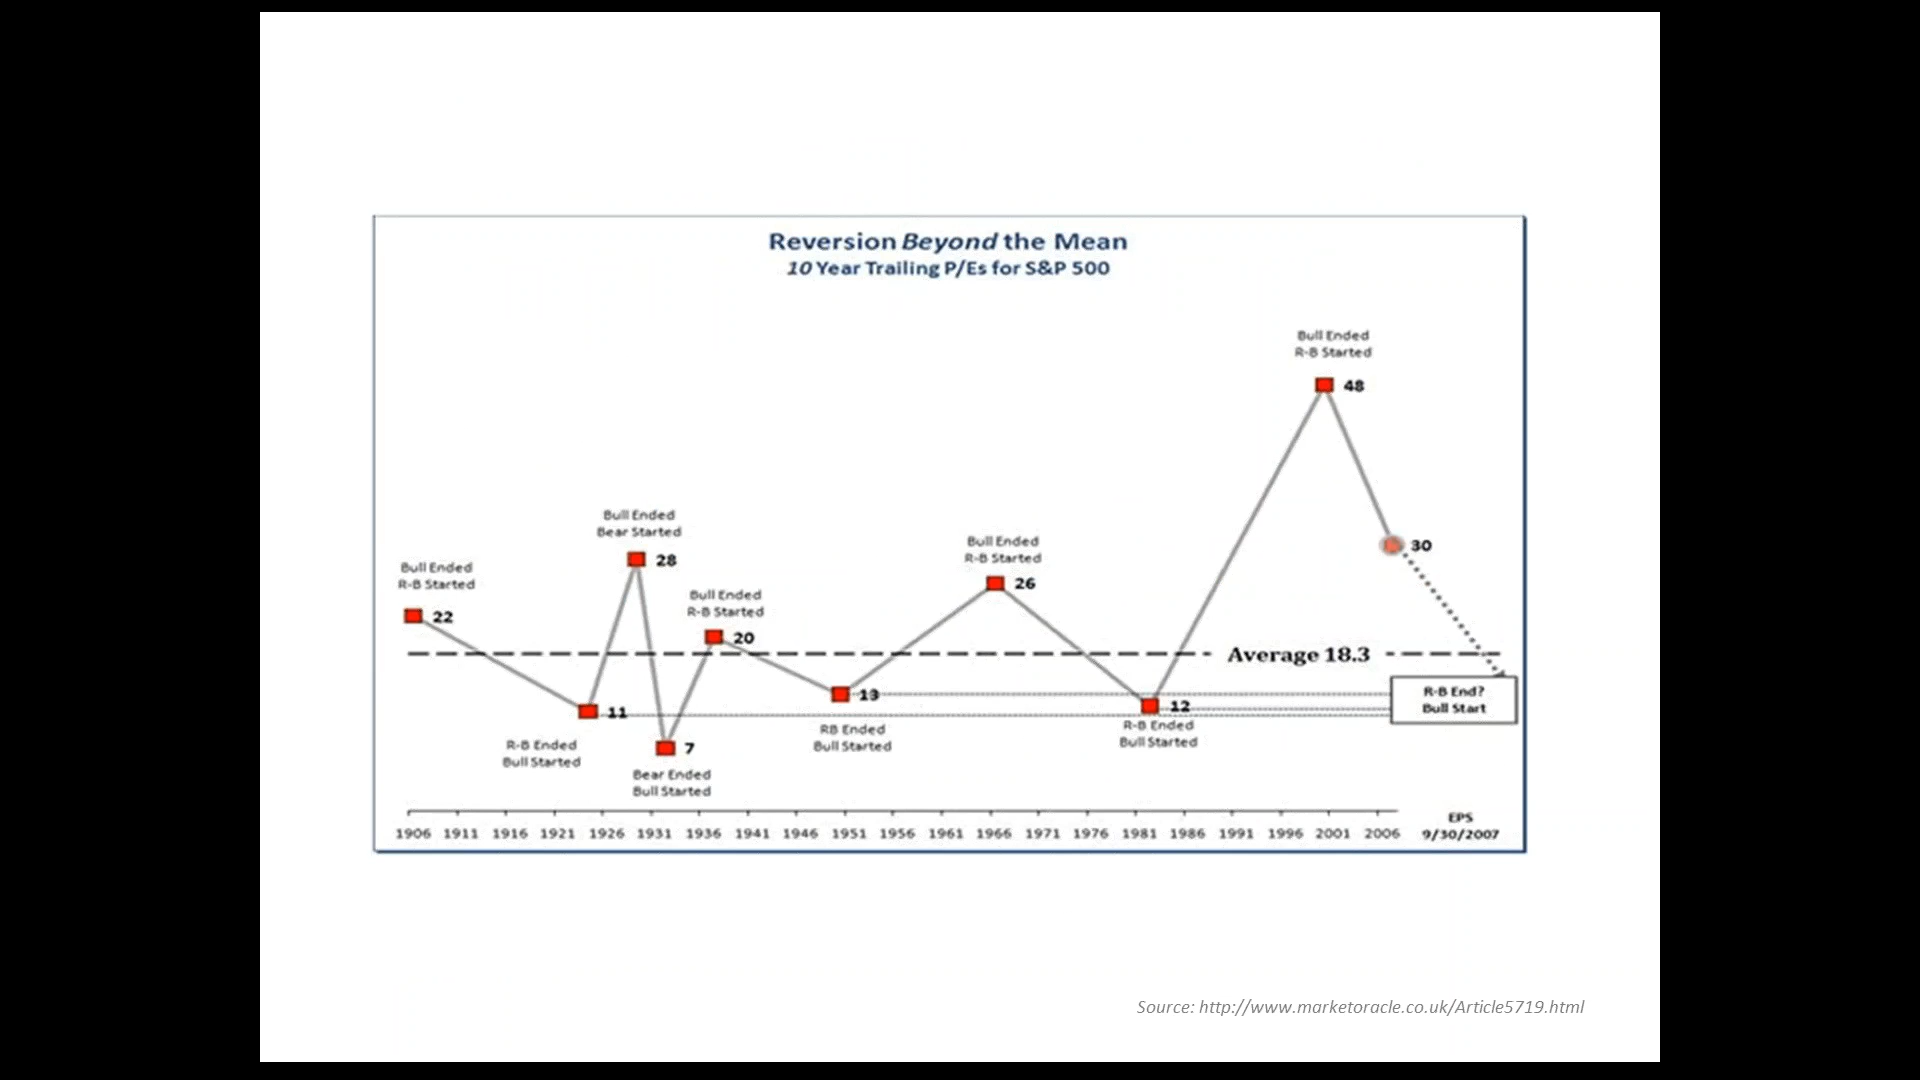 Reversion Beyond the Mean
10 Year Trailing P/Es for S&P 500
Bull Ended
R-B Started
48
Bull Ended
Bear Started
28
Bull Ended
R-B Started
26
30
Bull Ended
R-B Started
22
Bull Ended
R-B Started
20
Average 18.3
R-B End?
Bull Start
13
12
11
RB Ended
Bull Started
R-B Ended
Bull Started
R-B Ended
Bull Started
7
Bear Ended
Bull Started
1906 1911 1916 1921 1926 1931 1936 1941 1946 1951 1956 1961 1966 1971 1976 1981 1986 1991 1996 2001 2006
EPS
9/30/2007
Source: http://www.marketoracle.co.uk/Article5719.html